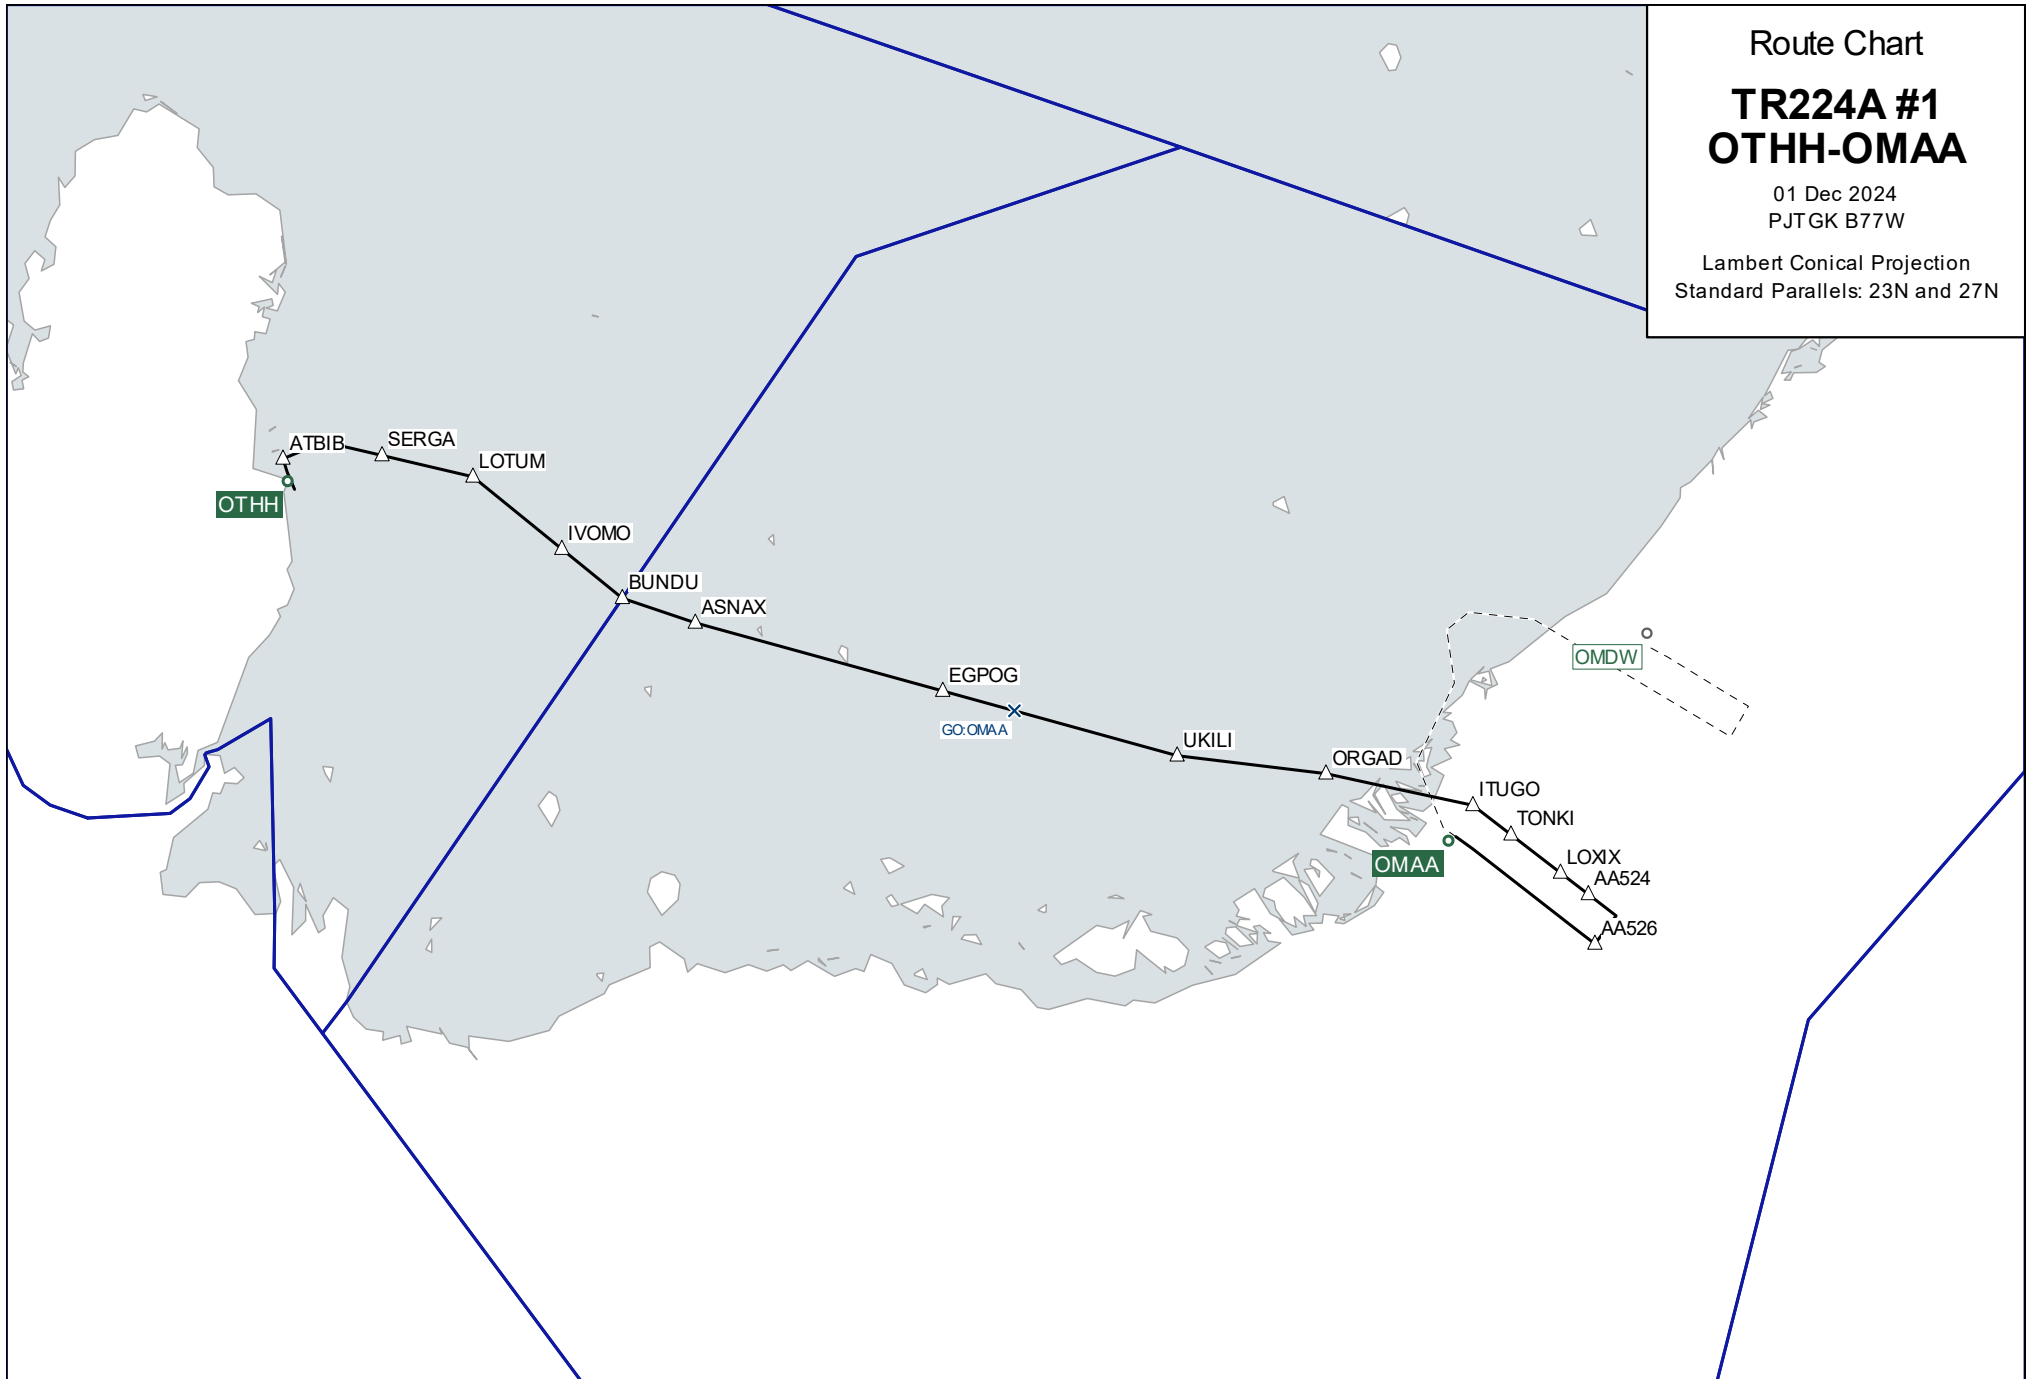 Route Chart
TR224A #1
OTHH-OMAA
01 Dec 2024
PJTGK B77W
Lambert Conical Projection
Standard Parallels: 23N and 27N
ATBIB
SERGA
LOTUM
OTHH
IVOMO
BUNDU
ASNAX
OMDW
EGPOG
GO:OMAA
UKILI
ORGAD
ITUGO
TONKI
OMAA
LOXIX
AA524
AA526